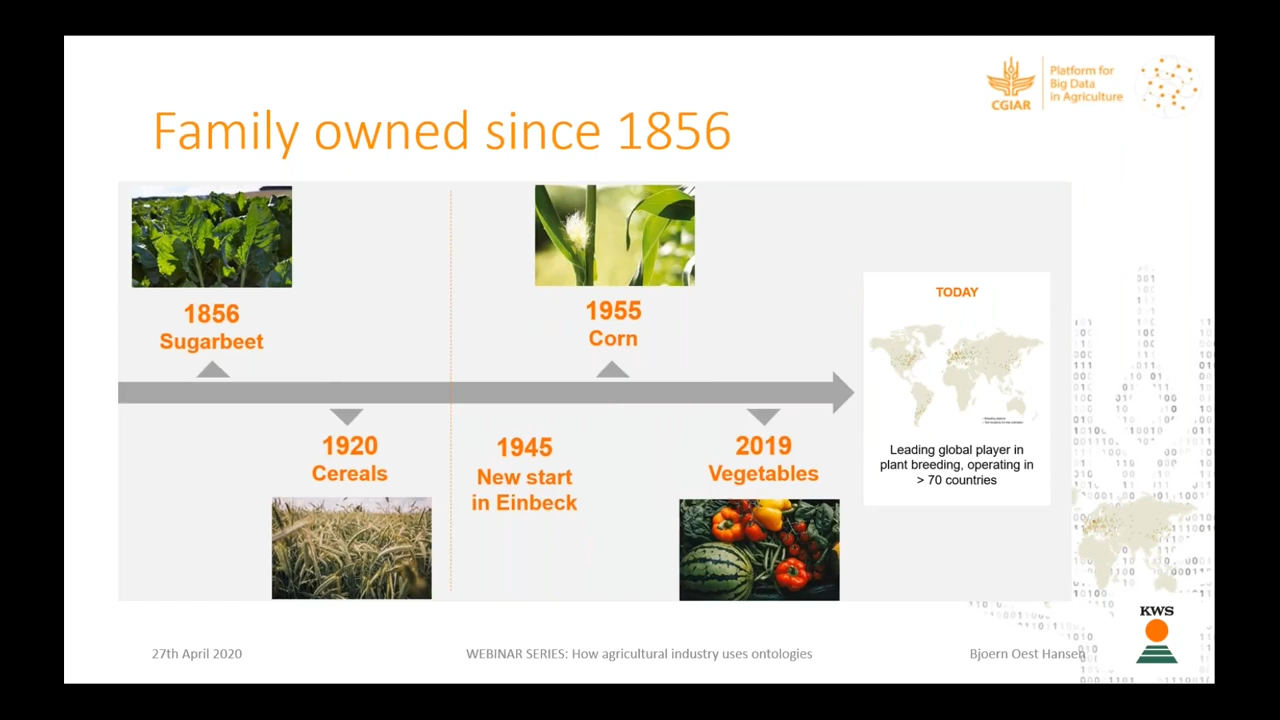 CGIAR
Platform for
Big Data
in Agriculture
Family owned since 1856
1856
Sugarbeet
1955
Corn
1920
Cereals
1945
New start
in Einbeck
2019
Vegetables
TODAY
Leading global player in
plant breeding, operating in
> 70 countries
KWS
27th April 2020
WEBINAR SERIES: How agricultural industry uses ontologies
Bjoern Oest Hansen